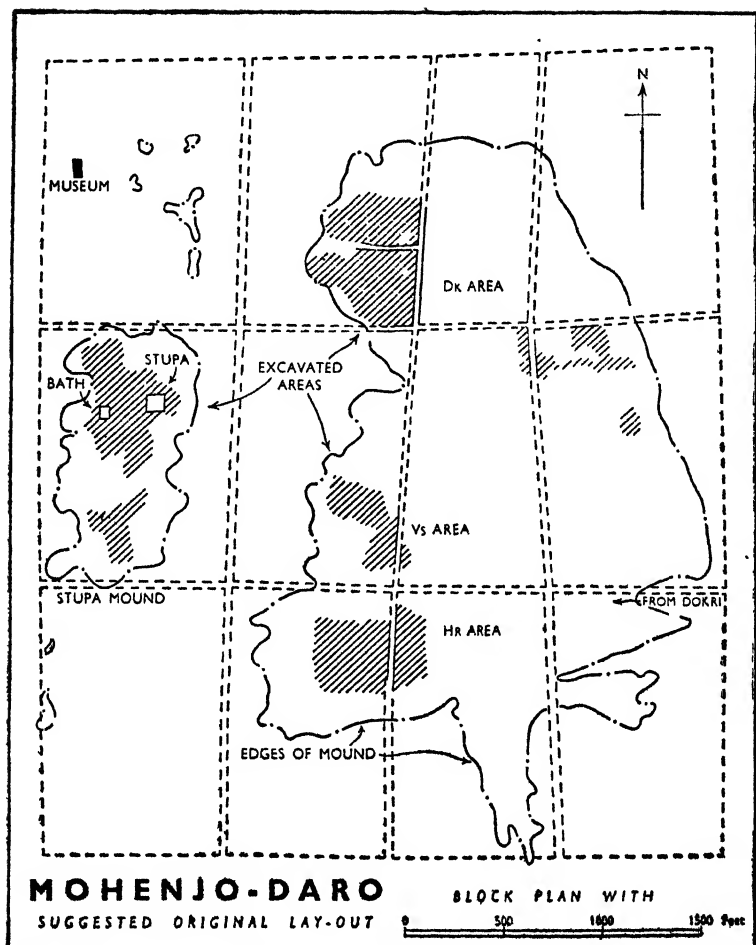 N
MUSEUM
DK AREA
STUPA
BATH
EXCAVATED
AREAS
VS AREA
STUPA MOUND
FROM DOKRI
HR AREA
EDGES OF MOUND
MOHENJO-DARO
BLOCK PLAN WITH
SUGGESTED ORIGINAL LAY-OUT
0 500 1000 1500 Feet